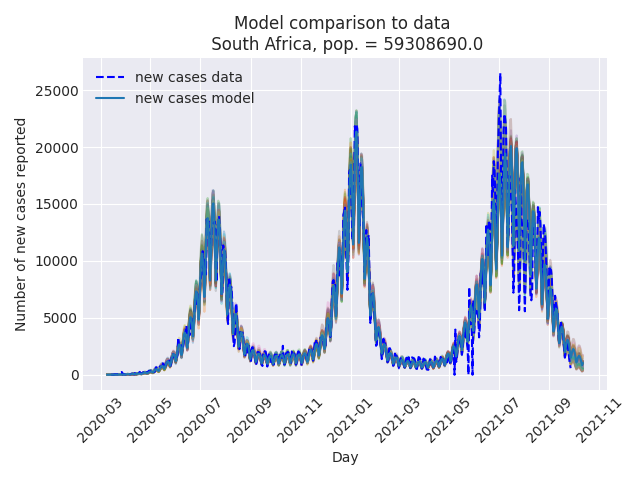 Model comparison to data
South Africa, pop. = 59308690.0
new cases data
new cases model
Number of new cases reported
25000
20000
15000
10000
5000
0
2020-03
2020-05
2020-07
2020-09
2020-11
2021-01
2021-03
2021-05
2021-07
2021-09
2021-11
Day